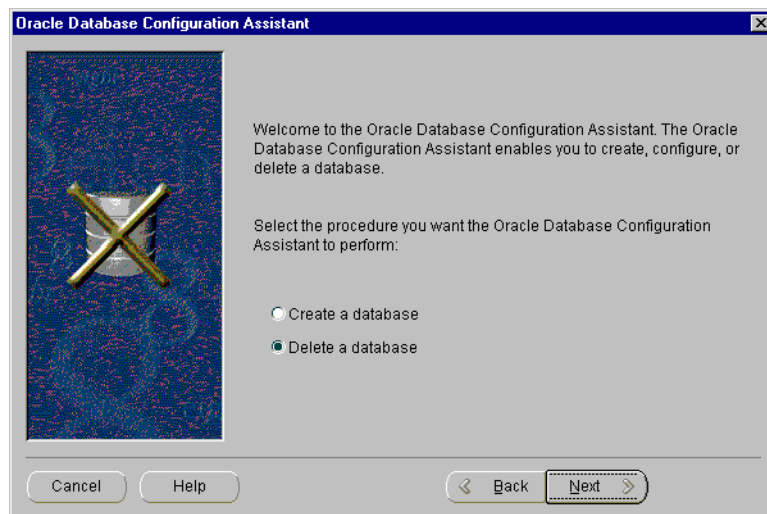 Oracle Database Configuration Assistant
Welcome to the Oracle Database Configuration Assistant. The Oracle
Database Configuration Assistant enables you to create, configure, or
delete a database.
Select the procedure you want the Oracle Database Configuration
Assistant to perform:
Create a database
Delete a database
Cancel
Help
Back
Next